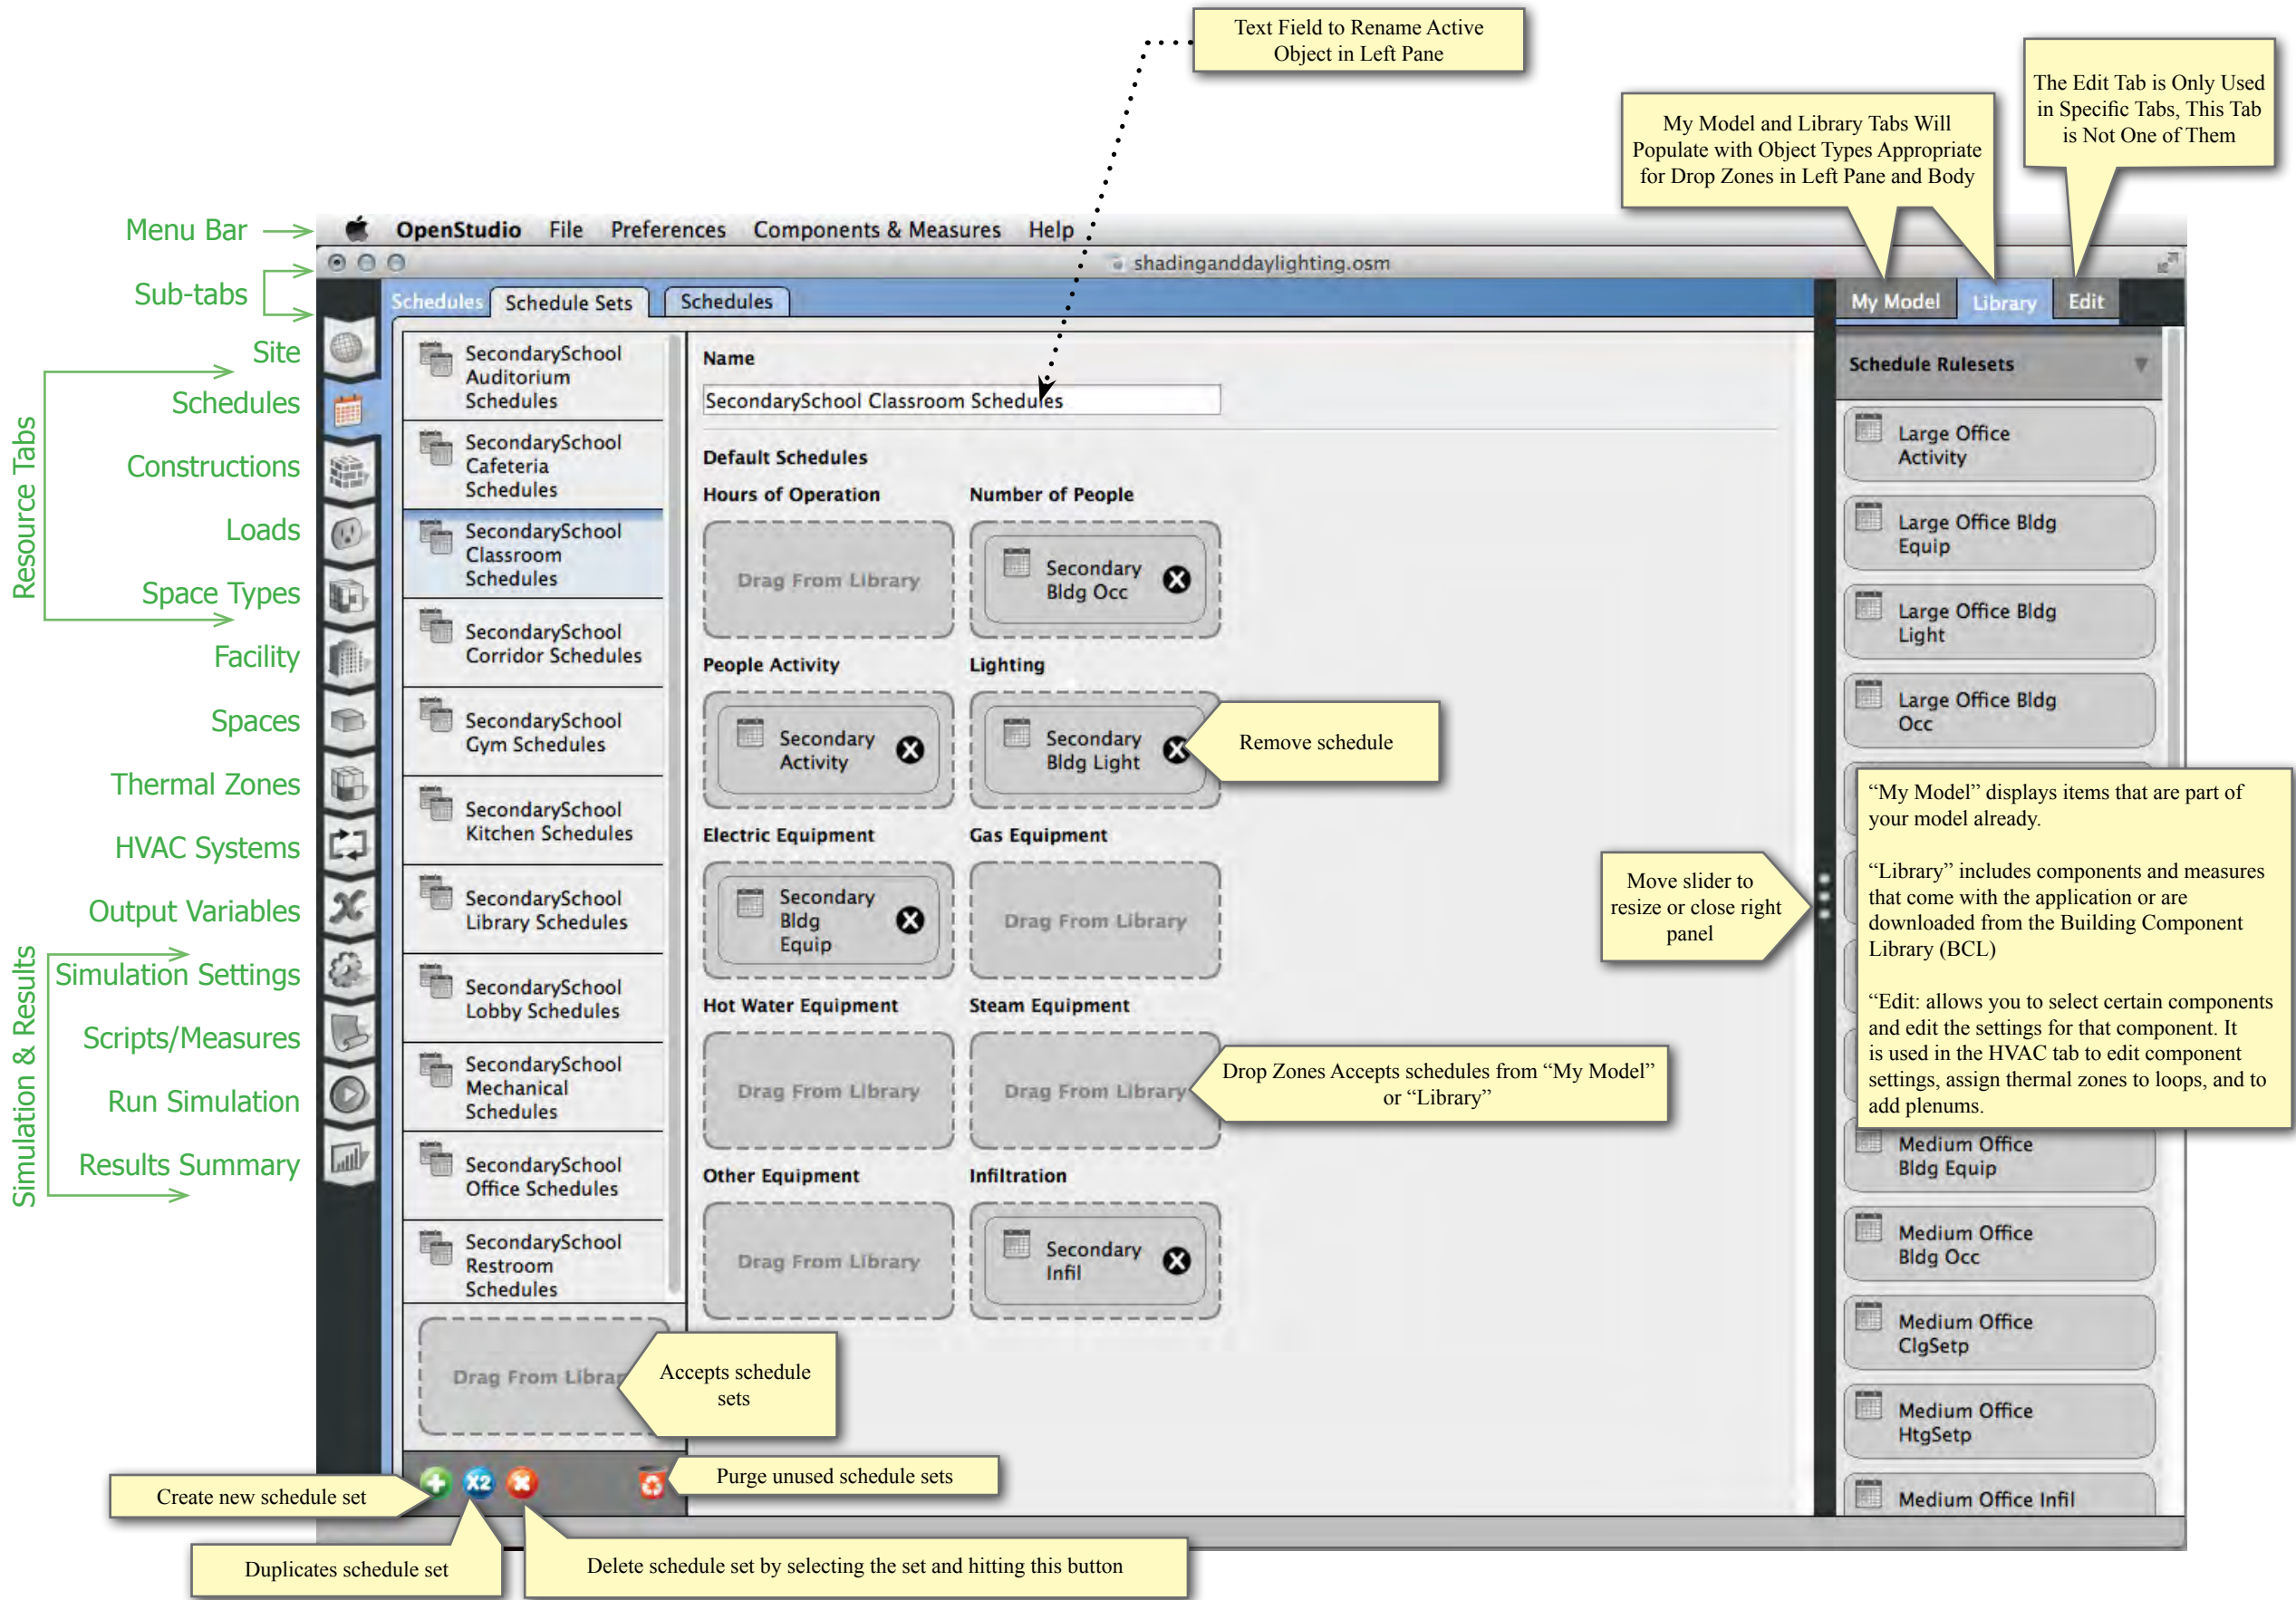 Text Field to Rename Active
Object in Left Pane
The Edit Tab is Only Used
in Specific Tabs, This Tab
is Not One of Them
My Model and Library Tabs Will
Populate with Object Types Appropriate
for Drop Zones in Left Pane and Body
Menu Bar
OpenStudio File Preferences Components & Measures Help
shadinganddaylighting.osm
Sub-tabs
Schedules Schedule Sets Schedules
My Model Library Edit
Resource Tabs
Site
Schedules
Constructions
Loads
Space Types
Facility
Spaces
Thermal Zones
HVAC Systems
Output Variables
Simulation & Results
Simulation Settings
Scripts/Measures
Run Simulation
Results Summary
SecondarySchool
Auditorium
Schedules
SecondarySchool
Cafeteria
Schedules
SecondarySchool
Classroom
Schedules
SecondarySchool
Corridor Schedules
SecondarySchool
Gym Schedules
SecondarySchool
Kitchen Schedules
SecondarySchool
Library Schedules
SecondarySchool
Lobby Schedules
SecondarySchool
Mechanical
Schedules
SecondarySchool
Office Schedules
SecondarySchool
Restroom
Schedules
Drag From Librar
Accepts schedule
sets
X2
Purge unused schedule sets
Create new schedule set
Duplicates schedule set
Delete schedule set by selecting the set and hitting this button
Name
SecondarySchool Classroom Schedules
Default Schedules
Hours of Operation
Drag From Library
Number of People
Secondary
Bldg Occ
People Activity
Secondary
Activity
Lighting
Secondary
Bldg Light
Remove schedule
Electric Equipment
Secondary
Bldg
Equip
Gas Equipment
Drag From Library
Hot Water Equipment
Drag From Library
Steam Equipment
Drag From Library
Drop Zones Accepts schedules from “My Model”
or “Library”
Other Equipment
Drag From Library
Infiltration
Secondary
Infil
Move slider to
resize or close right
panel
Schedule Rulesets
Large Office
Activity
Large Office Bldg
Equip
Large Office Bldg
Light
Large Office Bldg
Occ
“My Model” displays items that are part of
your model already.
“Library” includes components and measures
that come with the application or are
downloaded from the Building Component
Library (BCL)
“Edit: allows you to select certain components
and edit the settings for that component. It
is used in the HVAC tab to edit component
settings, assign thermal zones to loops, and to
add plenums.
Medium Office
Bldg Equip
Medium Office
Bldg Occ
Medium Office
ClgSetp
Medium Office
HtgSetp
Medium Office Infil